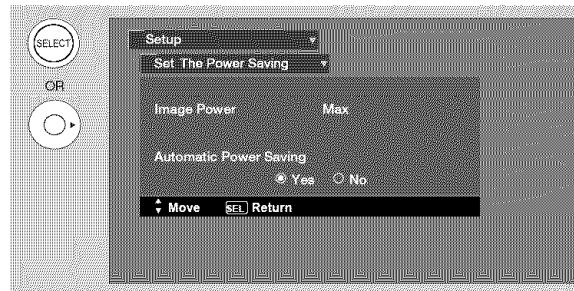 SELECT
OR
Setup
Set The Power Saving
Image Power Max
Automatic Power Saving
Yes No
Move SEL Return